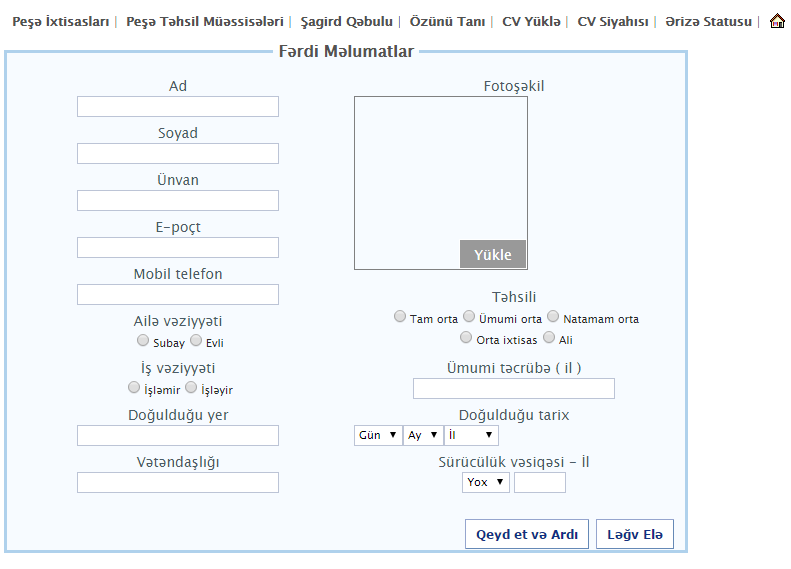 Peşə İxtisasları | Peşə Təhsil Müəssisələri | Şagird Qəbulu | Özünü Tanı | CV Yüklə | CV Siyahısı | Ərizə Statusu |
Fərdi Məlumatlar
Ad
Soyad
Ünvan
E-poçt
Mobil telefon
Ailə vəziyyəti
Subay Evli
İş vəziyyəti
İşləmir İşləyir
Doğulduğu yer
Vətəndaşlığı
Fotoşəkil
Yükle
Təhsili
Tam orta Ümumi orta Natamam orta
Orta ixtisas Ali
Ümumi təcrübə ( il )
Doğulduğu tarix
Gün Ay İl
Sürücülük vəsiqəsi - İl
Yox
Qeyd et və Ardı Ləğv Elə